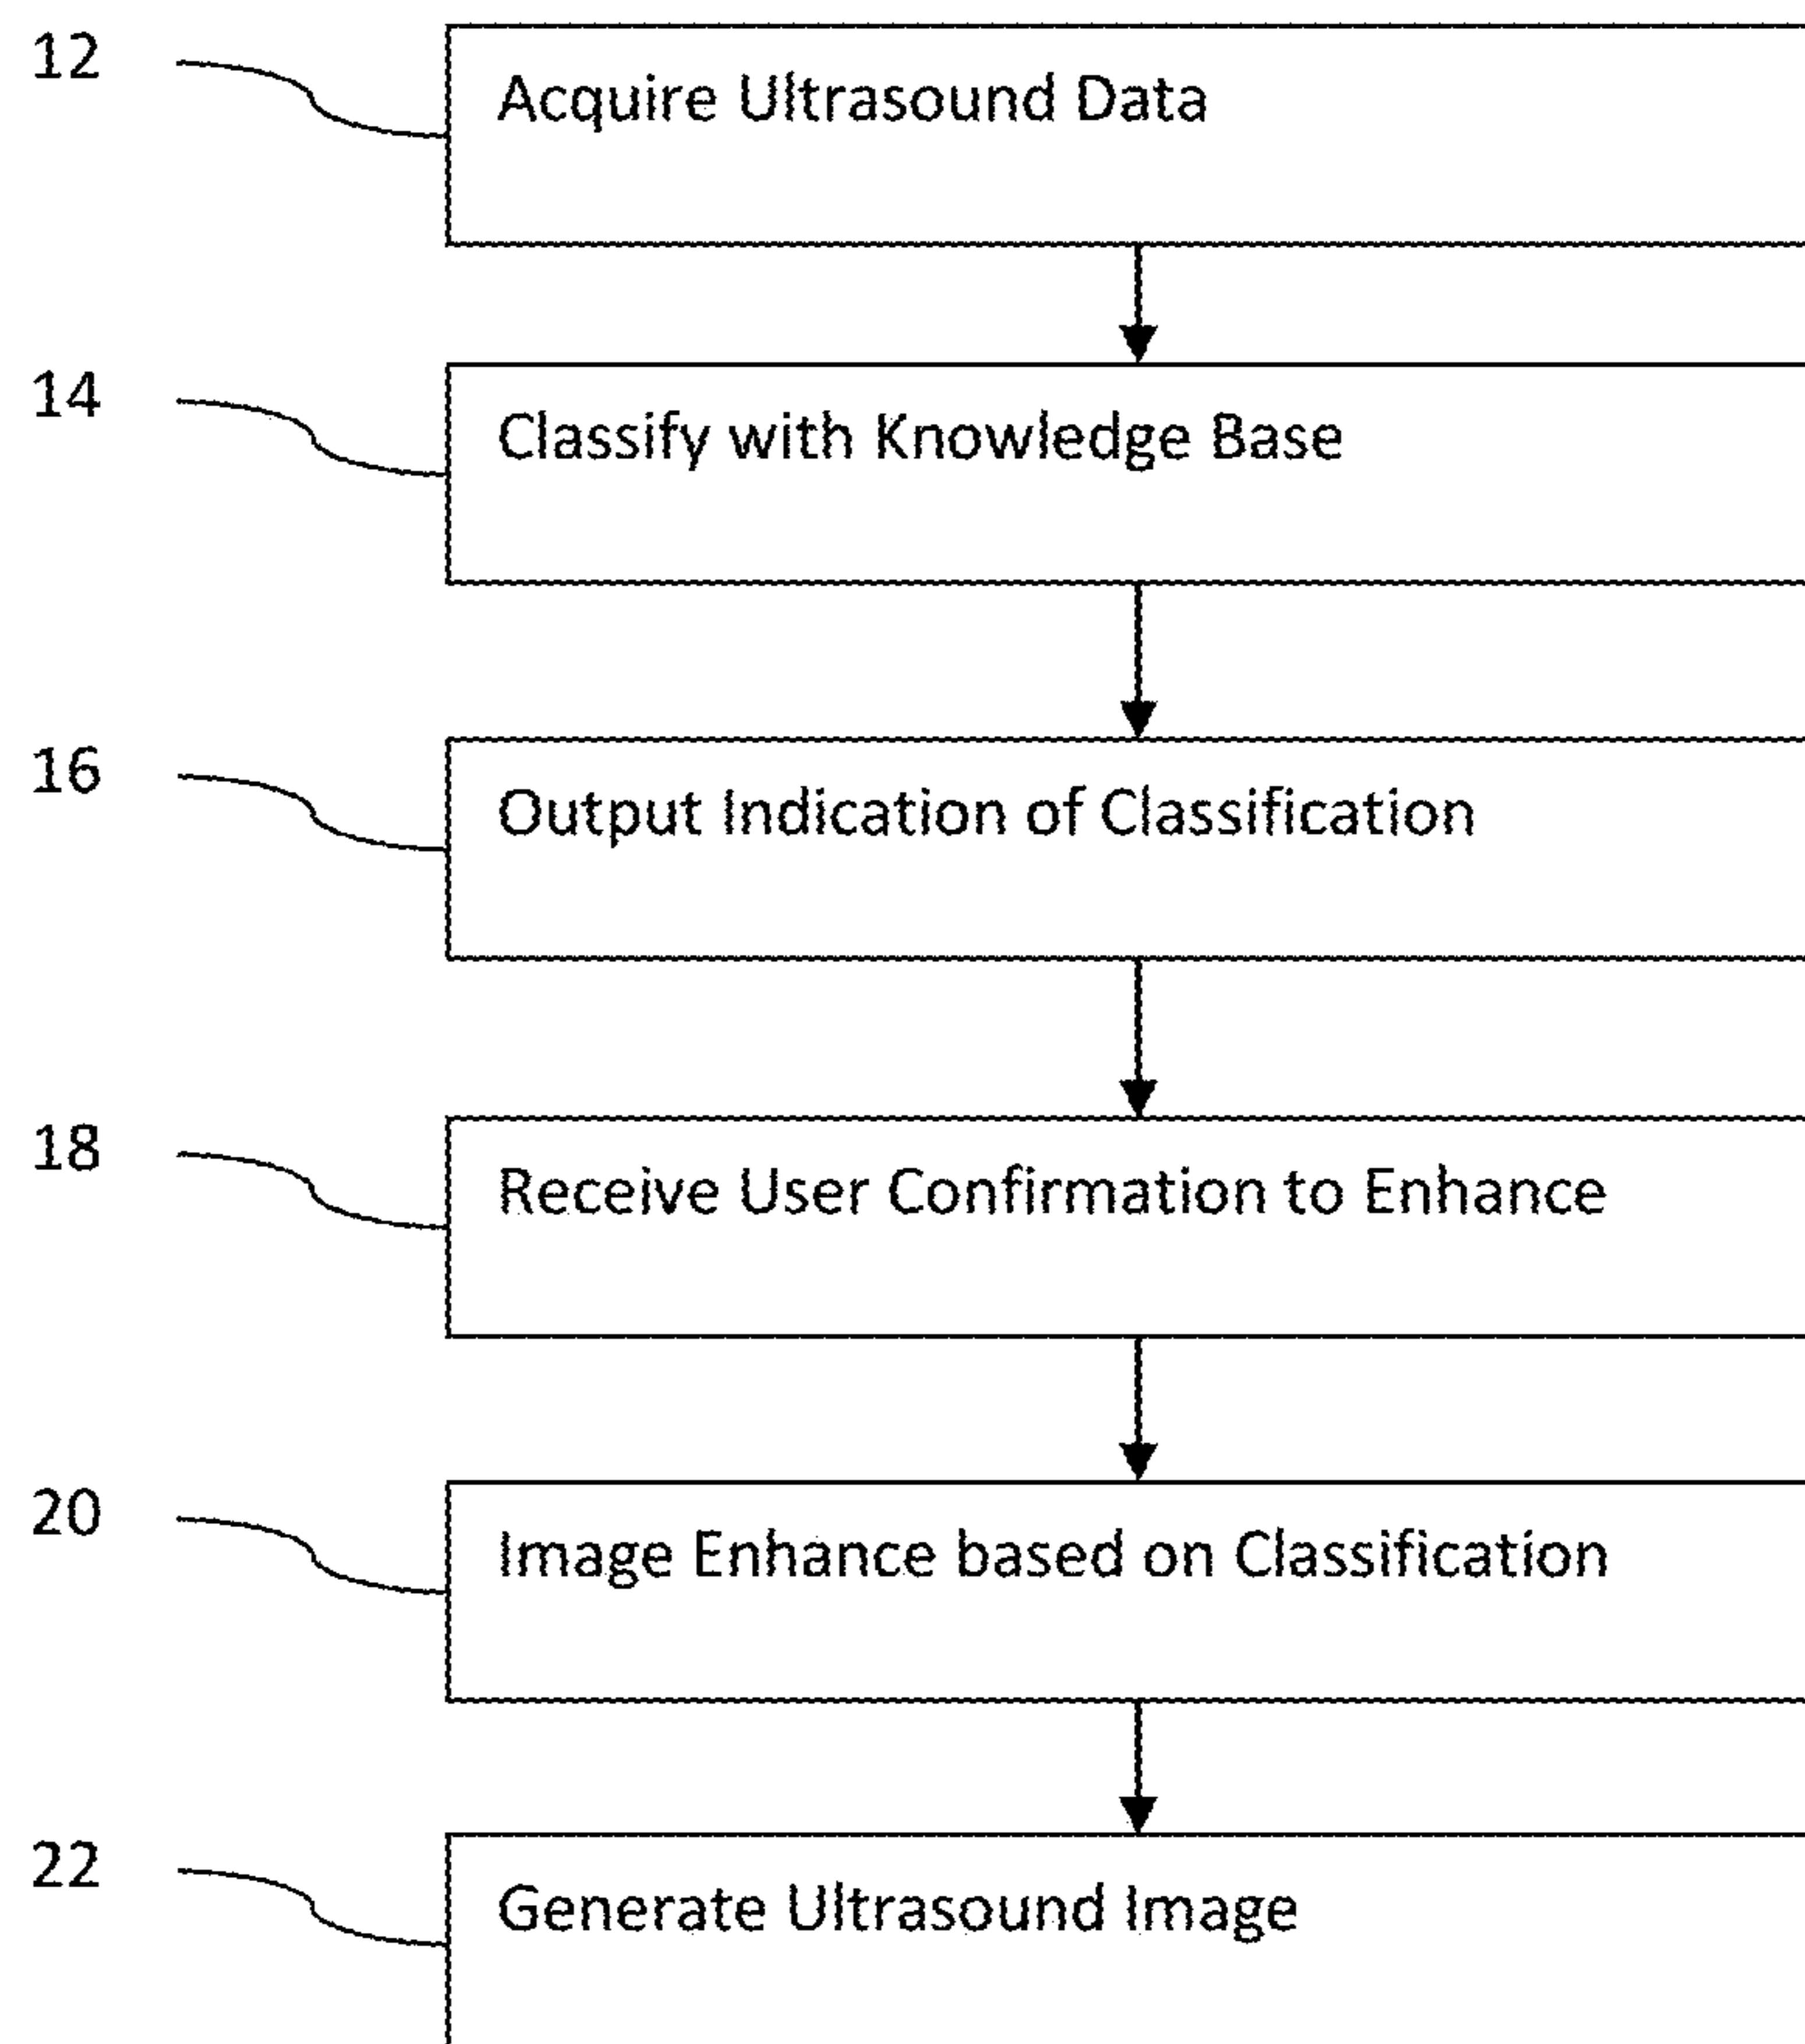 12
Acquire Ultrasound Data
14
Classify with Knowledge Base
16
Output Indication of Classification
18
Receive User Confirmation to Enhance
20
Image Enhance based on Classification
22
Generate Ultrasound Image